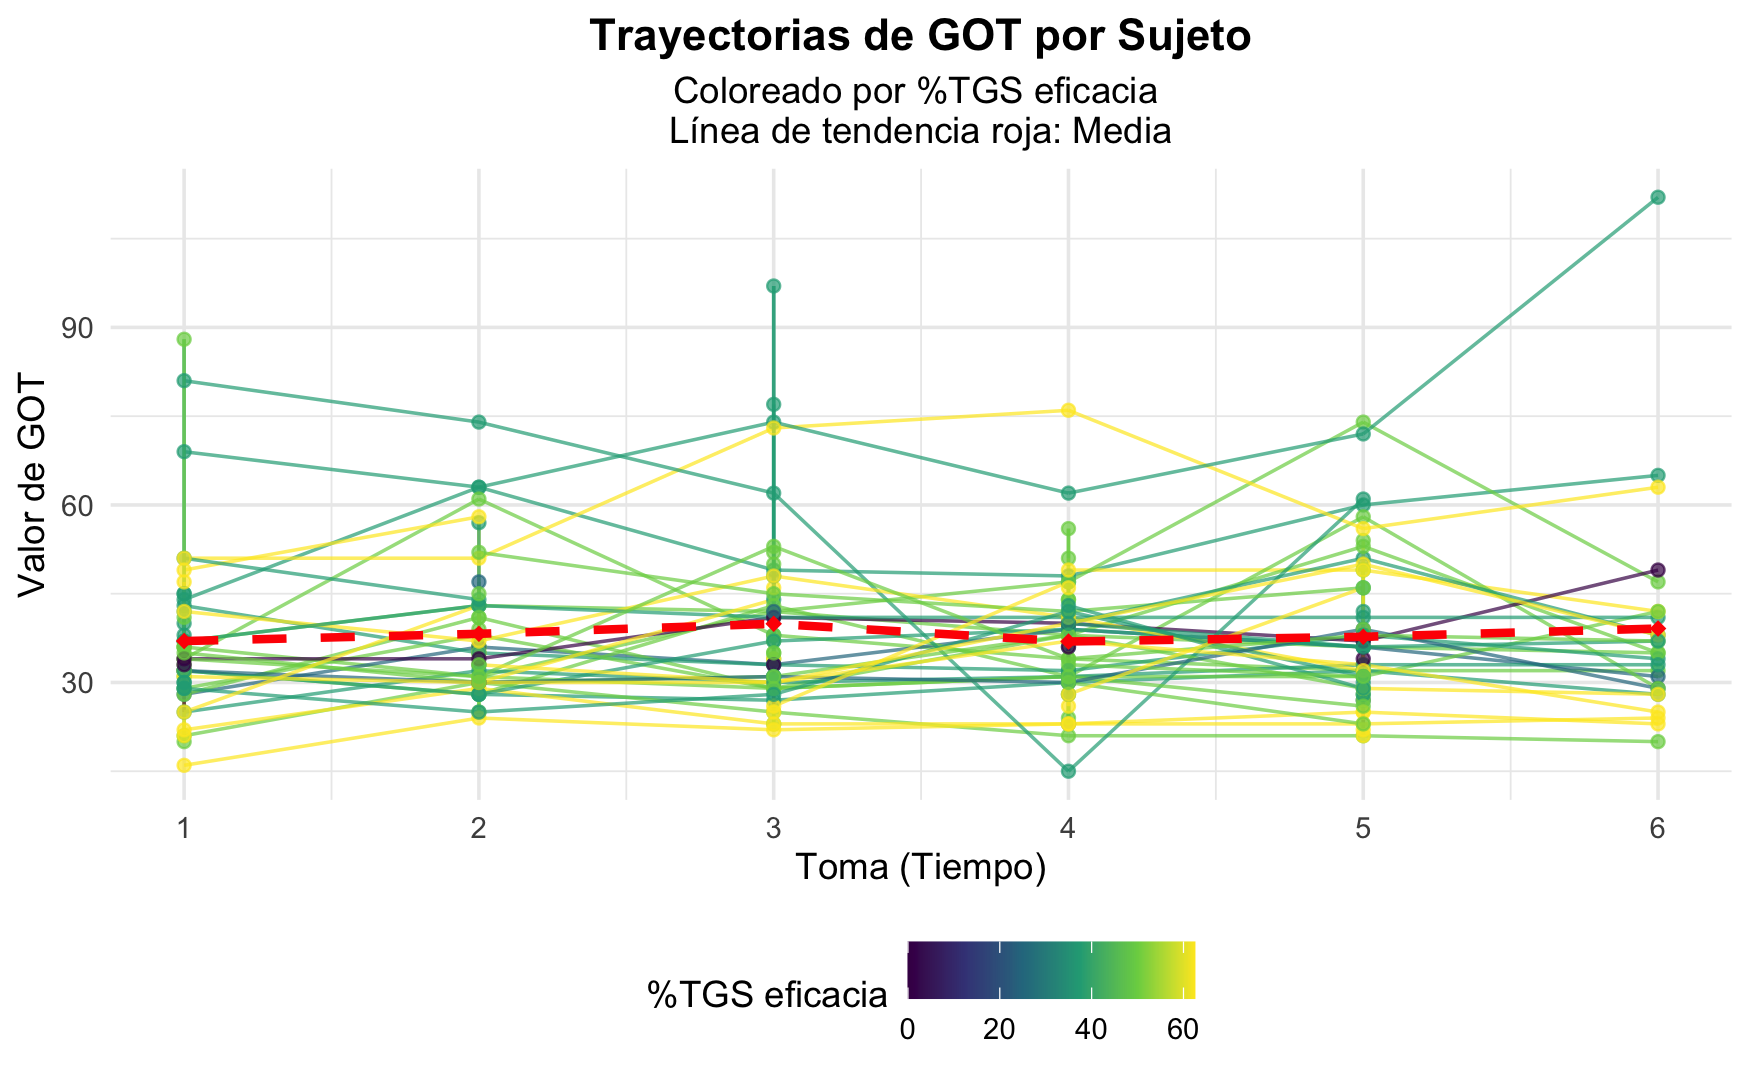 Trayectorias de GOT por Sujeto
Coloreado por %TGS eficacia
Línea de tendencia roja: Media
Valor de GOT
90
60
30
1 2 3 4 5 6
Toma (Tiempo)
%TGS eficacia
0 20 40 60